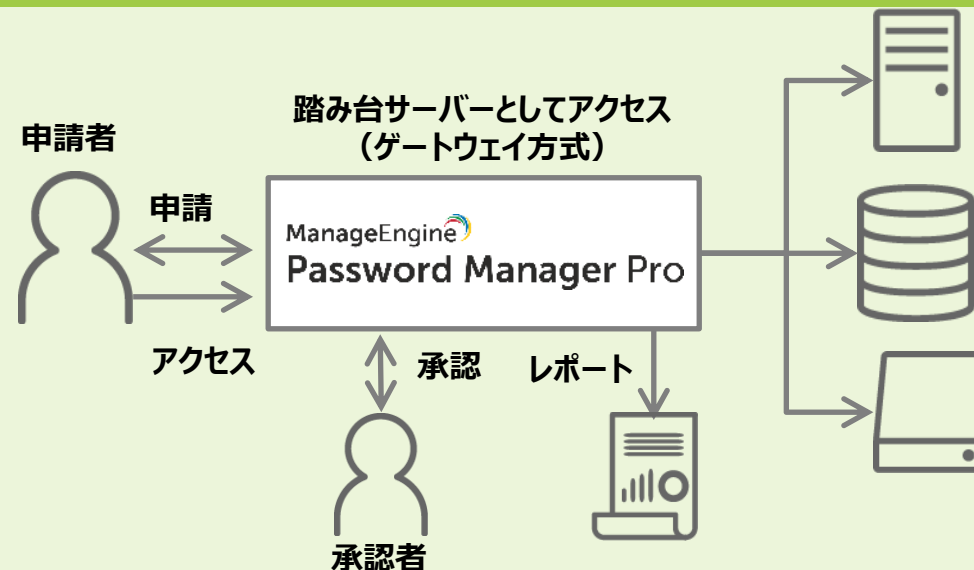 踏み台サーバーとしてアクセス
（ゲートウェイ方式）
申請者
申請
ManageEngine
Password Manager Pro
アクセス
承認
レポート
承認者